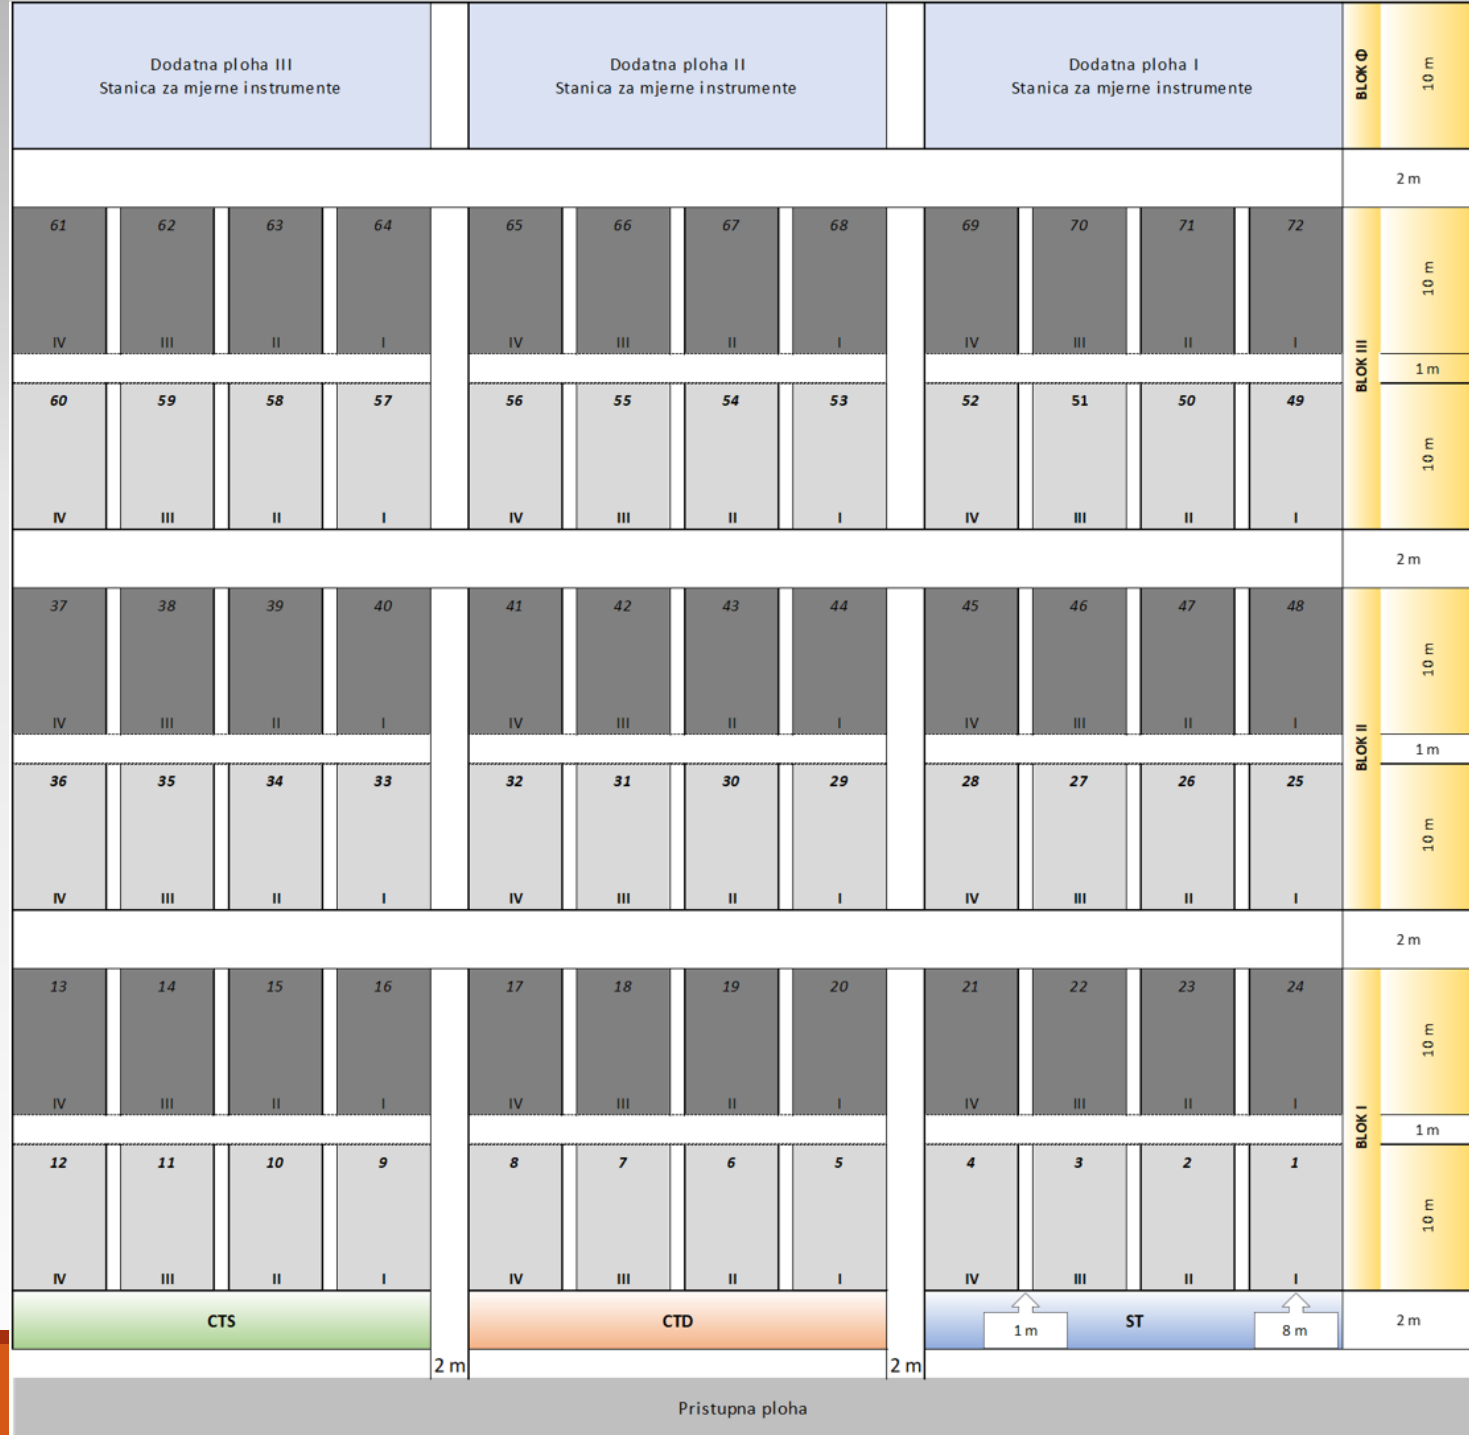 Dodatna ploha III
Stanica za mjerne instrumente
Dodatna ploha II
Stanica za mjerne instrumente
Dodatna ploha I
Stanica za mjerne instrumente
BLOK Φ
10 m
2 m
61 62 63 64 65 66 67 68 69 70 71 72
10 m
IV III II I IV III II I IV III II I
BLOK III
1 m
60 59 58 57 56 55 54 53 52 51 50 49
10 m
IV III II I IV III II I IV III II I
2 m
37 38 39 40 41 42 43 44 45 46 47 48
10 m
IV III II I IV III II I IV III II I
BLOK II
1 m
36 35 34 33 32 31 30 29 28 27 26 25
10 m
IV III II I IV III II I IV III II I
2 m
13 14 15 16 17 18 19 20 21 22 23 24
10 m
IV III II I IV III II I IV III II I
BLOK I
1 m
12 11 10 9 8 7 6 5 4 3 2 1
10 m
IV III II I IV III II I IV III II I
CTS CTD ST
1 m 8 m
2 m
2 m 2 m
Pristupna ploha